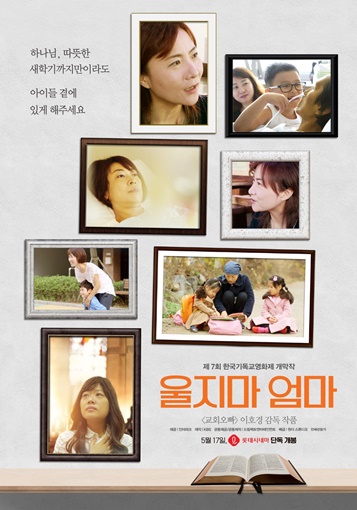 하나님, 따뜻한
새학기까지만이라도
아이들 곁에
있게 해주세요
제 7회 한국기독교영화제 개막작
울지마 엄마
<교회오빠> 이호경 감독 작품
5월 17일, 롯데시네마 단독 개봉